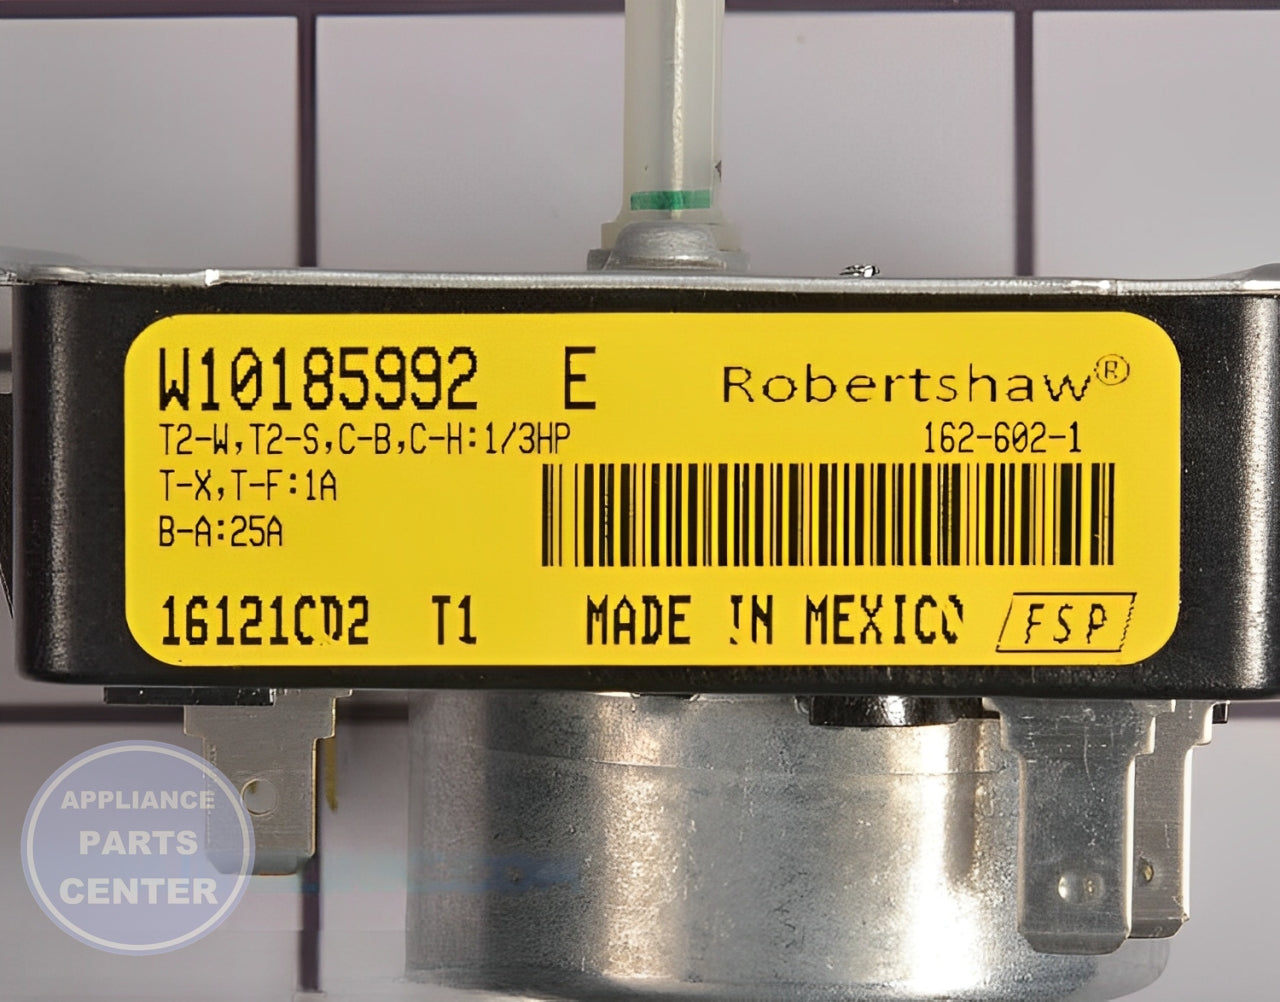 W10185992 E Robertshaw®
T2-W,T2-S,C-B,C-H:1/3HP 162-602-1
T-X,T-F:1A
B-A:25A
T1 MADE IN MEXICO FSP
APPLIANCE
PARTS
CENTER